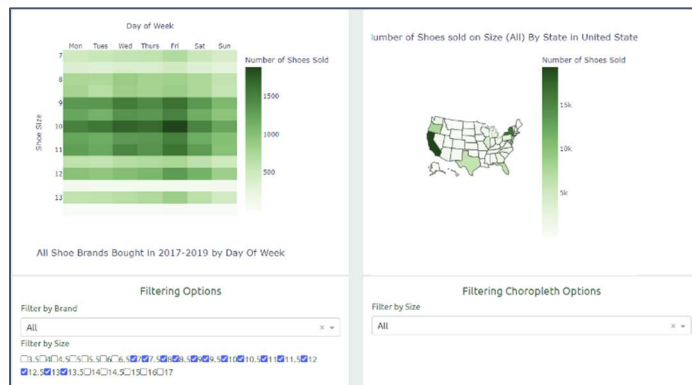 Day of Week
Mon Tues Wed Thurs Fri Sat Sun
Number of Shoes Sold
Shoe Size
7
8
9
10
11
12
13
1500
1000
500
All Shoe Brands Bought In 2017-2019 by Day Of Week
Filtering Options
Filter by Brand
All
Filter by Size
3.5 4 4.5 5 5.5 6 6.5 7 7.5 8 8.5 9 9.5 10 10.5 11 11.5 12
12.5 13 13.5 14 14.5 15 16 17
umber of Shoes sold on Size (All) By State in United State
Number of Shoes Sold
15k
10k
5k
Filtering Choropleth Options
Filter by Size
All